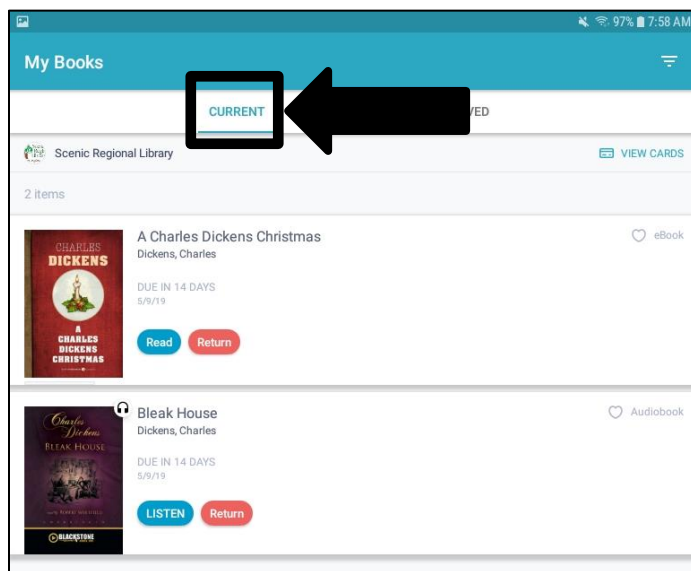 97% 7:58 AM
My Books
CURRENT
VED
Scenic Regional Library
VIEW CARDS
2 items
CHARLES
DICKENS
A
CHARLES
DICKENS
CHRISTMAS
A Charles Dickens Christmas
Dickens, Charles
eBook
DUE IN 14 DAYS
5/9/19
Read Return
Charles
Dickens
BLEAK HOUSE
BLACKSTONE
Bleak House
Dickens, Charles
Audiobook
DUE IN 14 DAYS
5/9/19
LISTEN Return